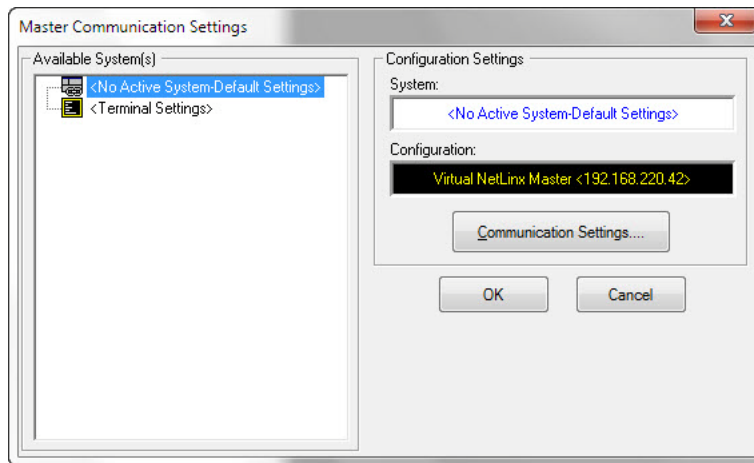 Master Communication Settings
Available System(s)
<No Active System-Default Settings>
<Terminal Settings>
Configuration Settings
System:
<No Active System-Default Settings>
Configuration:
Virtual NetLinx Master <192.168.220.42>
Communication Settings....
OK
Cancel